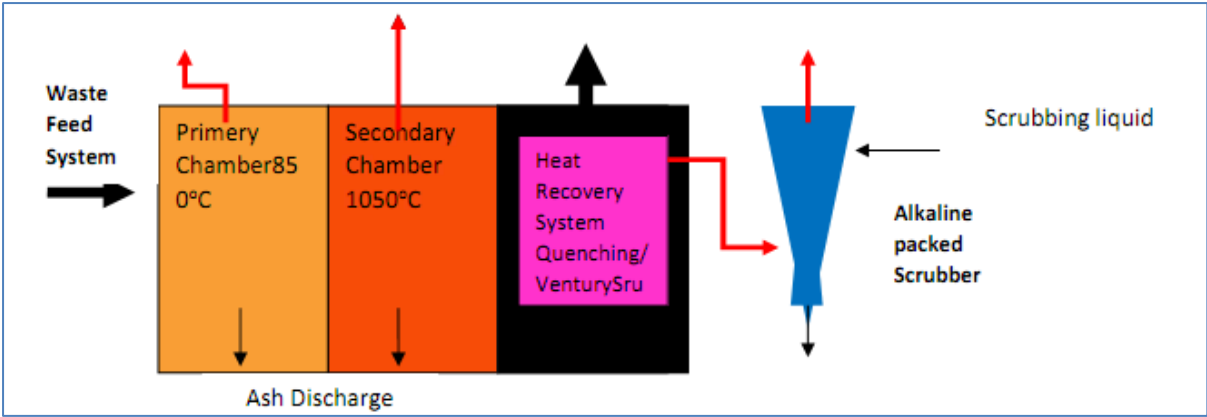 Waste
Feed
System
Primery
Chamber85
0°C
Secondary
Chamber
1050°C
Heat
Recovery
System
Quenching/
VenturySru
Scrubbing liquid
Alkaline
packed
Scrubber
Ash Discharge